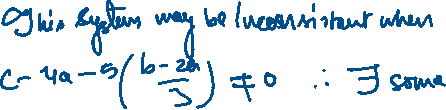 This system may be inconsistent when
c - 4a - 5(b-2a/3) ≠ 0 ∴ ∃ some